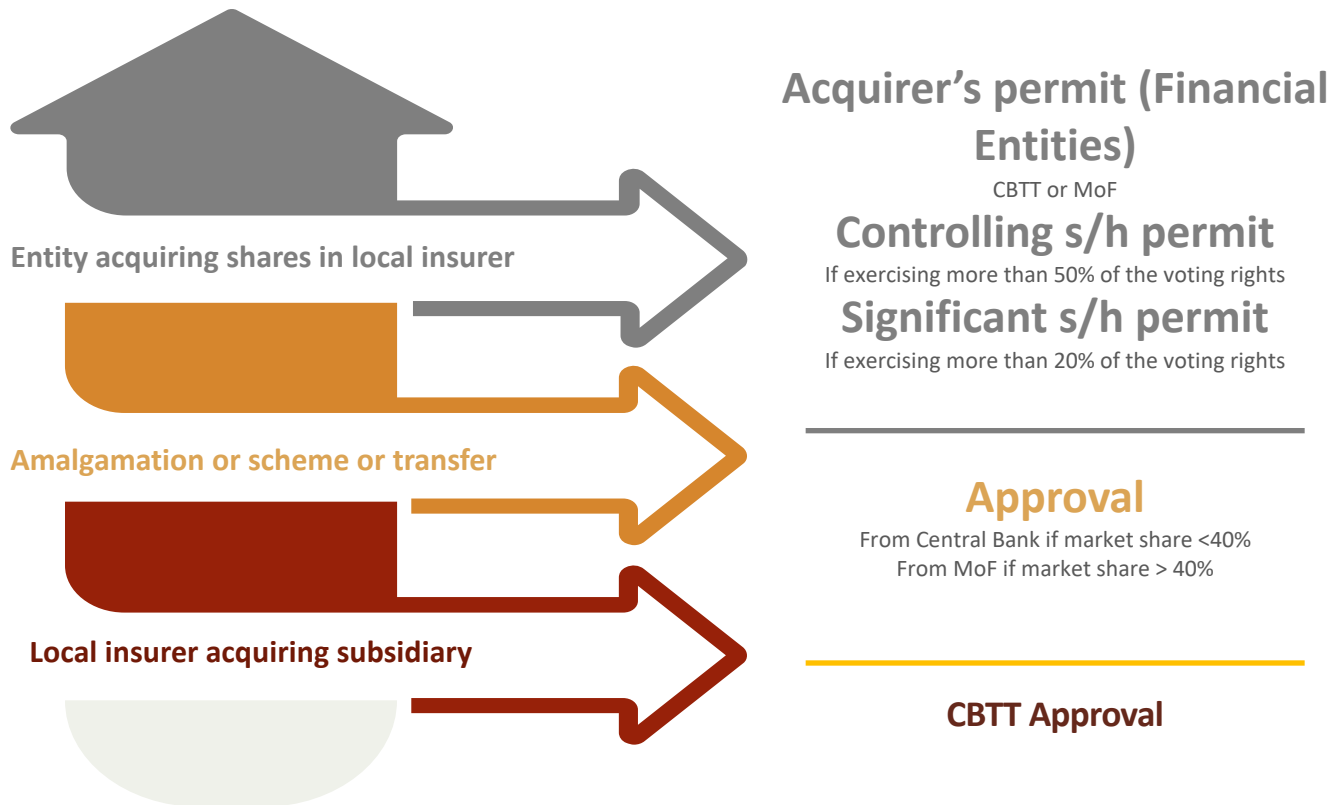 Acquirer’s permit (Financial
Entities)
CBTT or MoF
Controlling s/h permit
If exercising more than 50% of the voting rights
Significant s/h permit
If exercising more than 20% of the voting rights
Entity acquiring shares in local insurer
Amalgamation or scheme or transfer
Approval
From Central Bank if market share <40%
From MoF if market share > 40%
Local insurer acquiring subsidiary
CBTT Approval